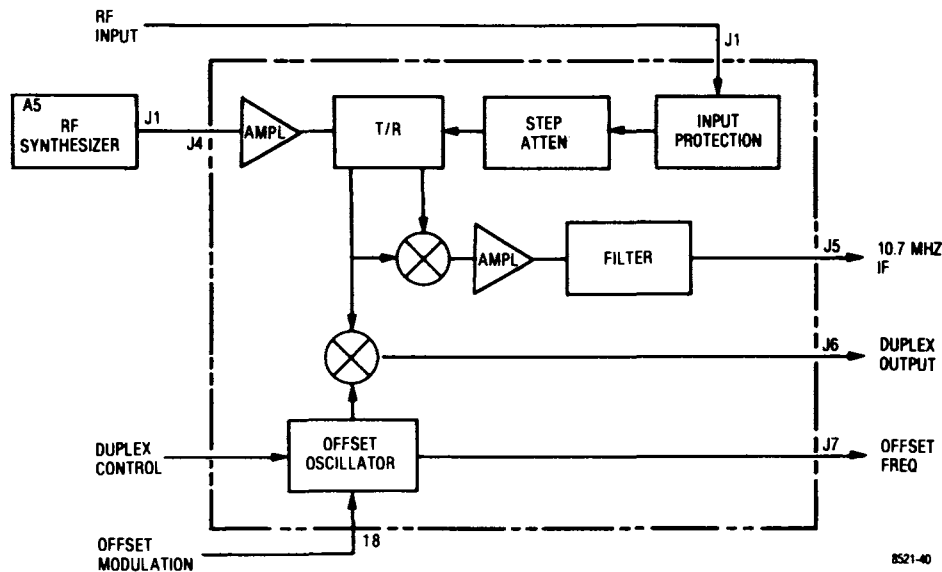 RF
INPUT
J1
A5
RF
SYNTHESIZER
J1
J4
AMPL
T/R
STEP
ATTEN
INPUT
PROTECTION
AMPL
FILTER
J5
10.7 MHZ
IF
J6
DUPLEX
OUTPUT
DUPLEX
CONTROL
OFFSET
OSCILLATOR
J7
OFFSET
FREQ
18
OFFSET
MODULATION
8521-40